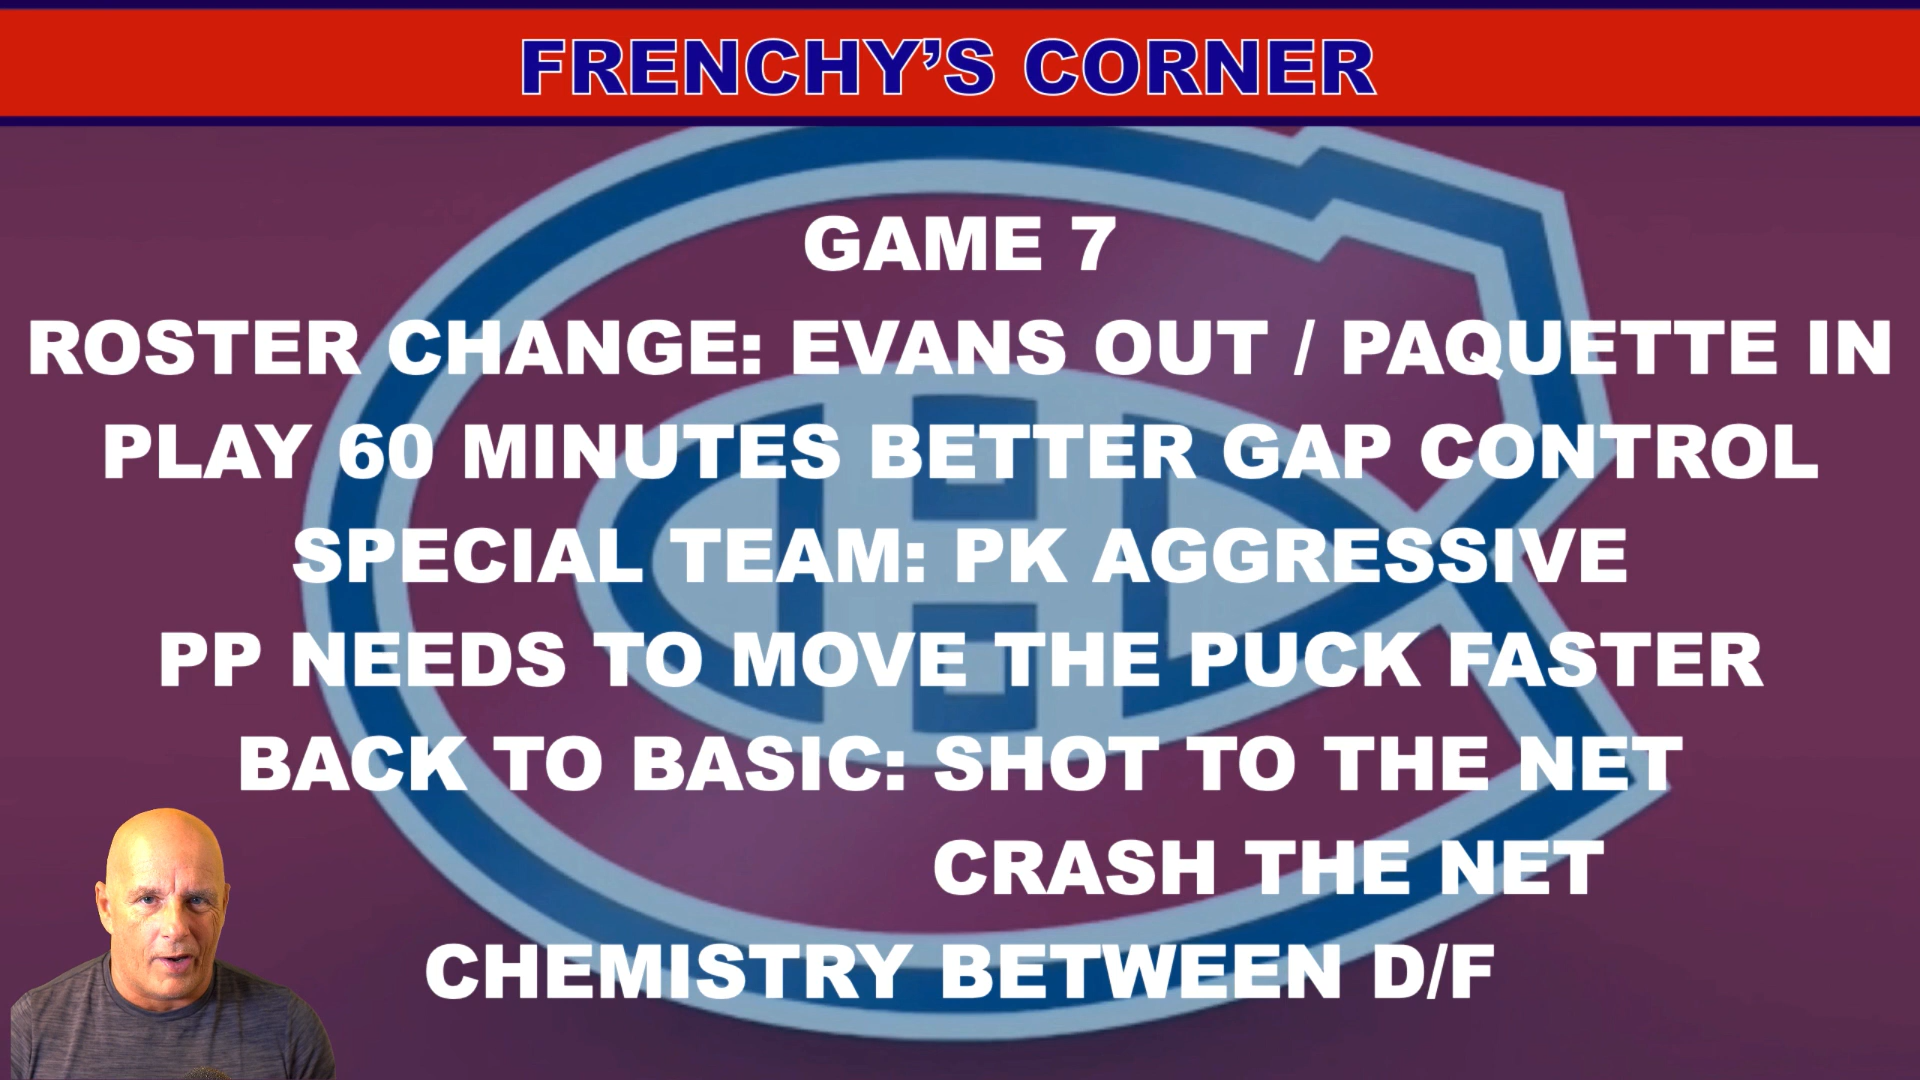 FRENCHY’S CORNER
GAME 7
ROSTER CHANGE: EVANS OUT / PAQUETTE IN
PLAY 60 MINUTES BETTER GAP CONTROL
SPECIAL TEAM: PK AGGRESSIVE
PP NEEDS TO MOVE THE PUCK FASTER
BACK TO BASIC: SHOT TO THE NET
CRASH THE NET
CHEMISTRY BETWEEN D/F